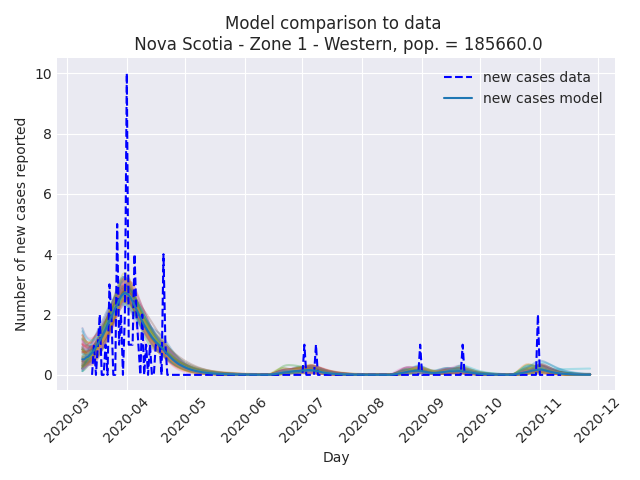 Model comparison to data
Nova Scotia - Zone 1 - Western, pop. = 185660.0
new cases data
new cases model
Number of new cases reported
10
8
6
4
2
0
2020-03
2020-04
2020-05
2020-06
2020-07
2020-08
2020-09
2020-10
2020-11
2020-12
Day